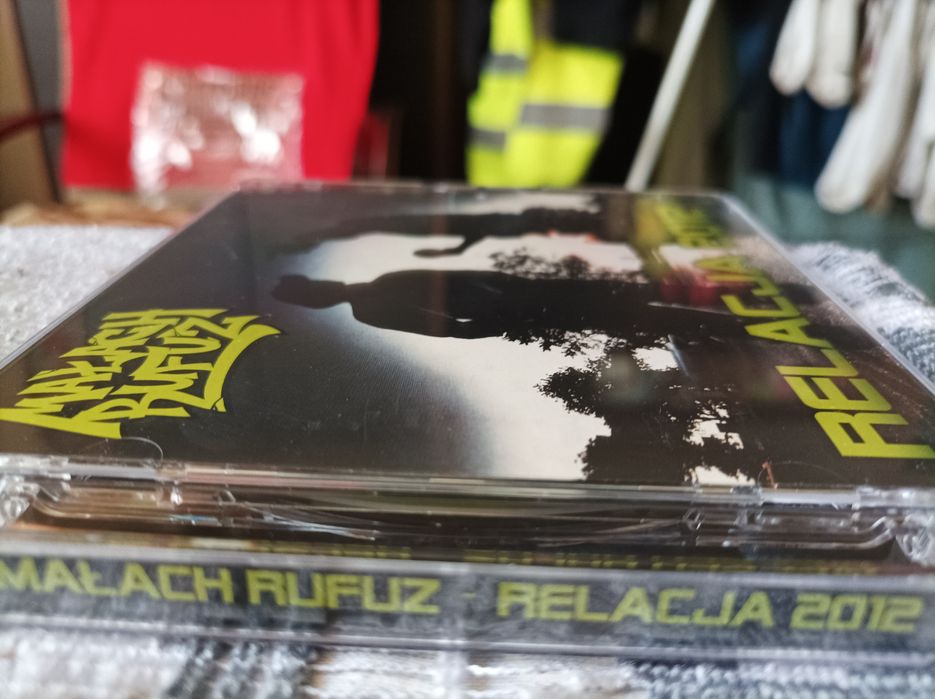 MAŁACH
RUFUZ
RELACJA 2012
MAŁACH RUFUZ - RELACJA 2012